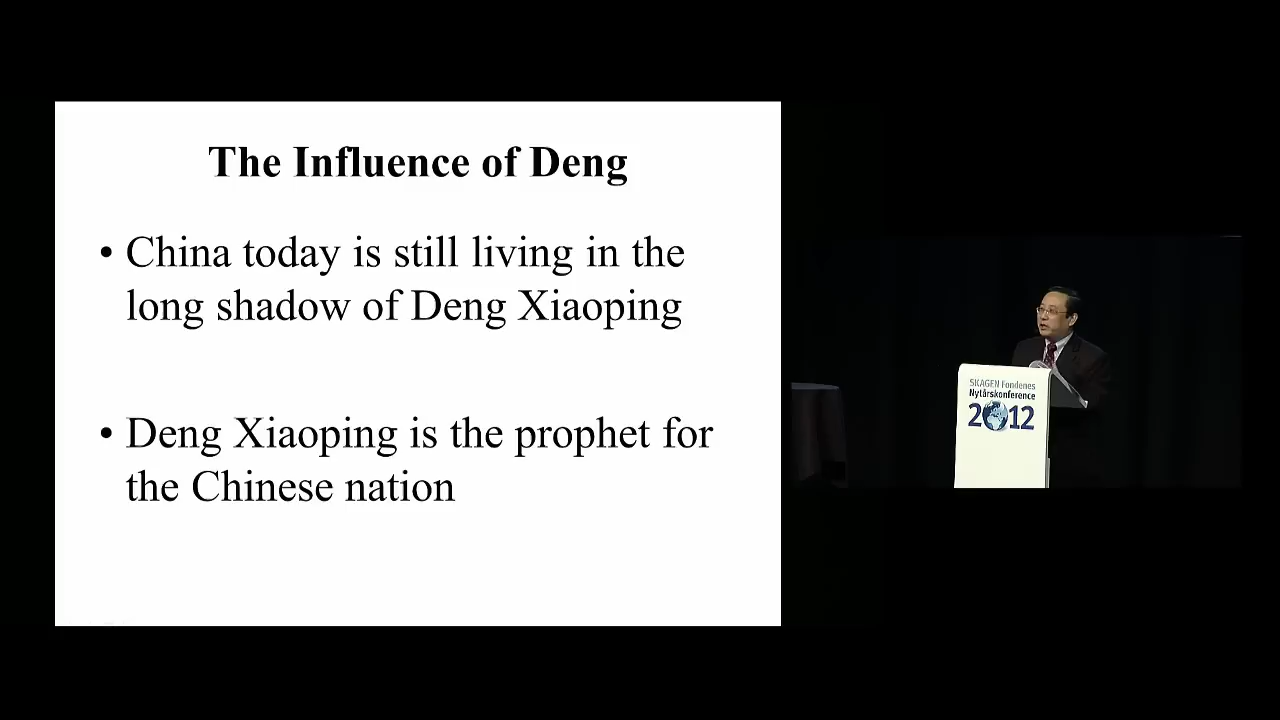 The Influence of Deng
• China today is still living in the
long shadow of Deng Xiaoping
• Deng Xiaoping is the prophet for
the Chinese nation
SKAGEN Fondenes
Nytårskonference
2012